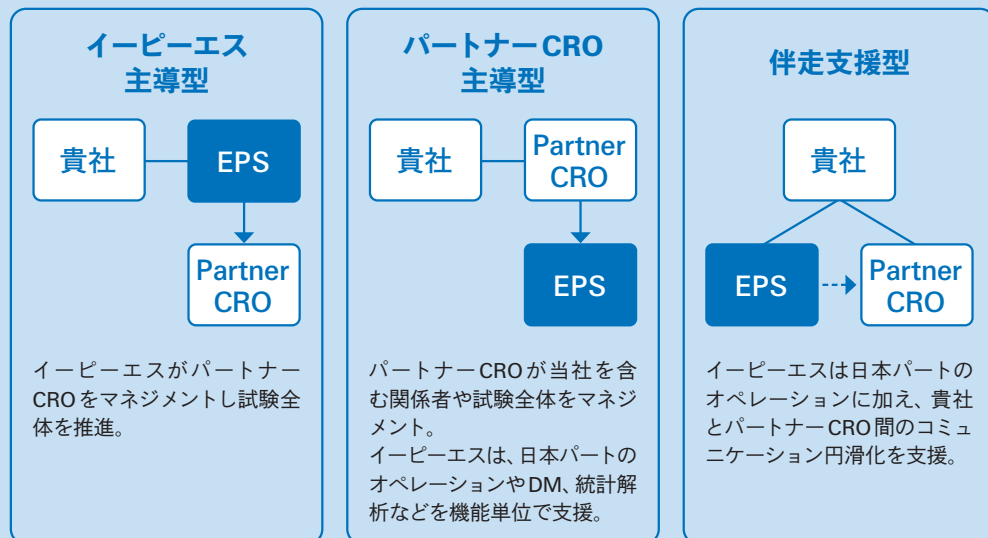 イーピーエス
主導型
貴社
EPS
Partner
CRO
イーピーエスがパートナー
CROをマネジメントし試験全
体を推進。
パートナーCRO
主導型
貴社
Partner
CRO
EPS
パートナーCROが当社を含
む関係者や試験全体をマネジ
メント。
イーピーエスは、日本パートの
オペレーションやDM、統計解
析などを機能単位で支援。
伴走支援型
貴社
EPS
Partner
CRO
イーピーエスは日本パートの
オペレーションに加え、貴社
とパートナーCRO間のコミュ
ニケーション円滑化を支援。